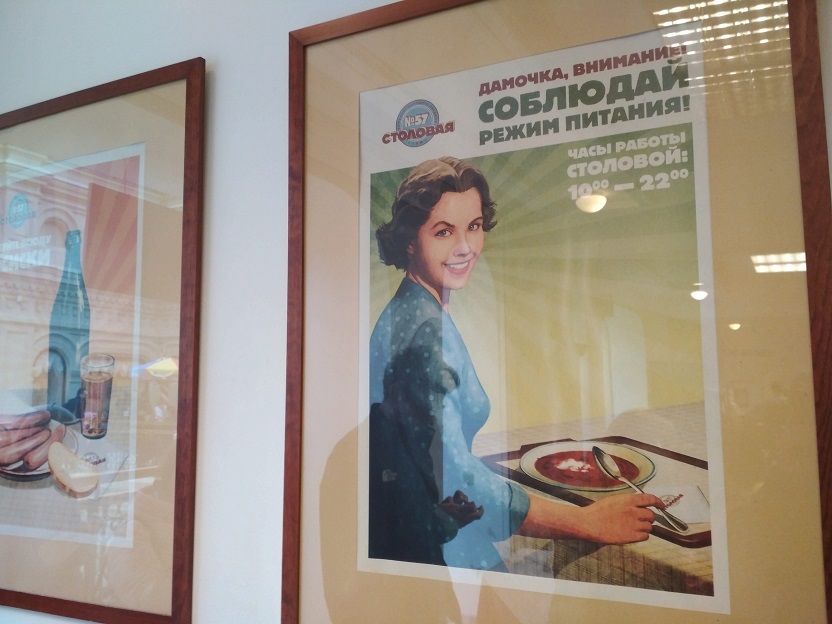 №57
СТОЛОВАЯ
ДАМОЧКА, ВНИМАНИЕ!
СОБЛЮДАЙ
РЕЖИМ ПИТАНИЯ!
ЧАСЫ РАБОТЫ
СТОЛОВОЙ:
10⁰⁰ — 22⁰⁰